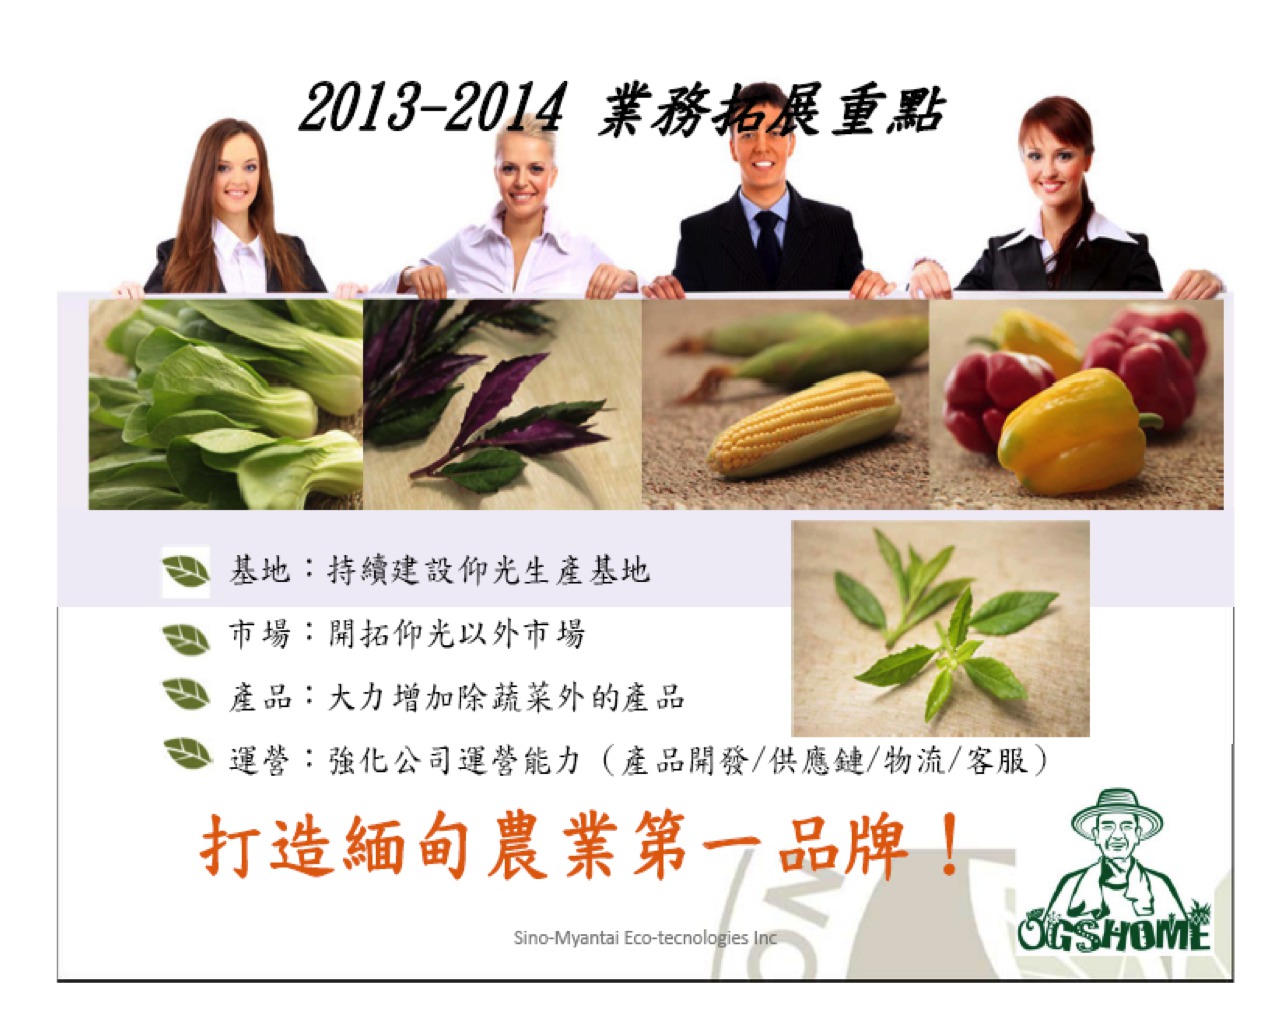 2013-2014 業務拓展重點
基地：持續建設仰光生產基地
市場：開拓仰光以外市場
產品：大力增加除蔬菜外的產品
運營：強化公司運營能力（產品開發/供應鏈/物流/客服）
打造緬甸農業第一品牌！
ON
Sino-Myantai Eco-tecnologies Inc
OGSHOME